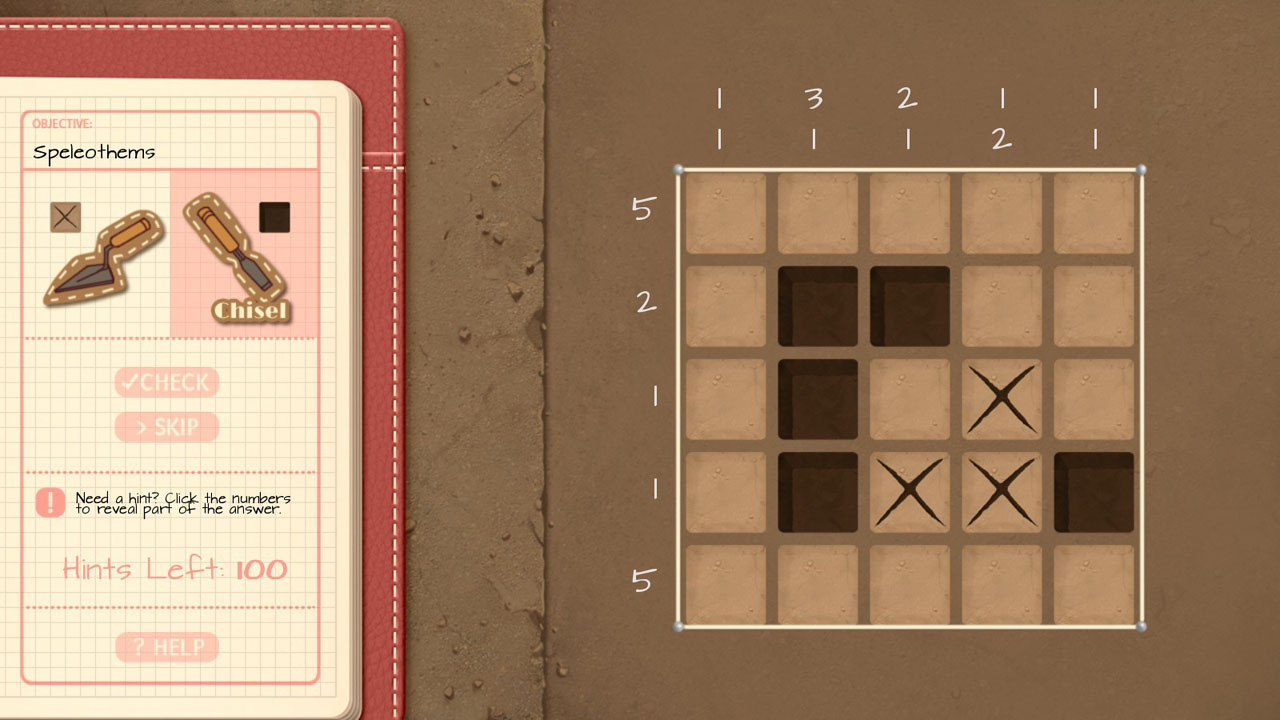 OBJECTIVE:
Speleothems
Chisel
✓CHECK
> SKIP
! Need a hint? Click the numbers
to reveal part of the answer.
Hints Left: 100
? HELP
1 3 2 1 1
1 1 1 2 1
5
2
1
1
5